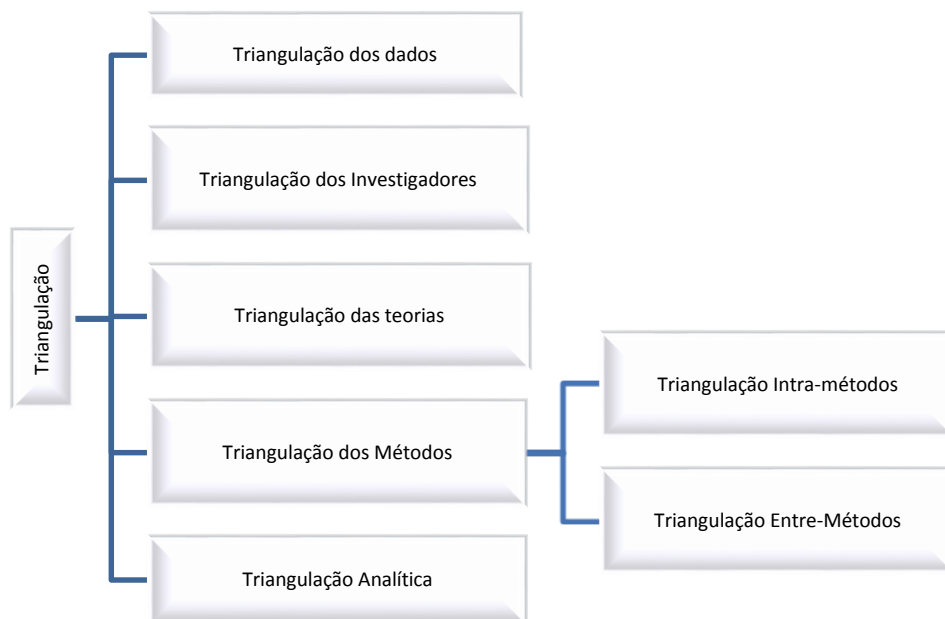 Triangulação
Triangulação dos dados
Triangulação dos Investigadores
Triangulação das teorias
Triangulação dos Métodos
Triangulação Intra-métodos
Triangulação Entre-Métodos
Triangulação Analítica